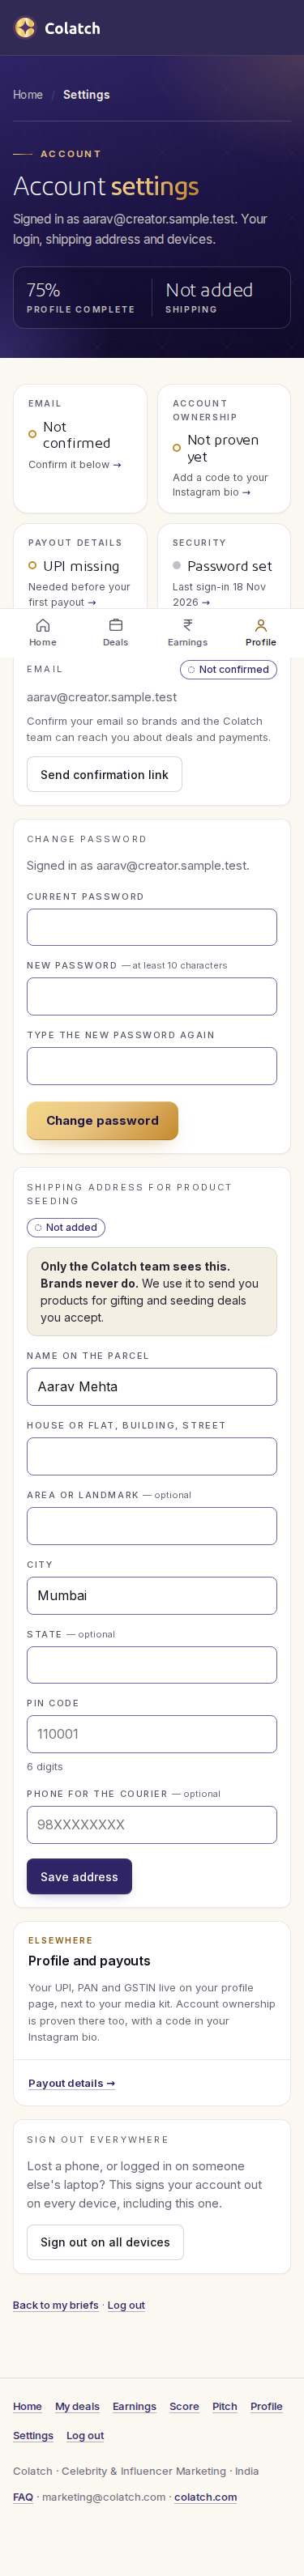 Colatch
Home / Settings
ACCOUNT
Account settings
Signed in as aarav@creator.sample.test. Your
login, shipping address and devices.
75%
PROFILE COMPLETE
Not added
SHIPPING
EMAIL
Not
confirmed
Confirm it below →
ACCOUNT
OWNERSHIP
Not proven
yet
Add a code to your
Instagram bio →
PAYOUT DETAILS
UPI missing
Needed before your
first payout →
SECURITY
Password set
Last sign-in 18 Nov
2026 →
Home
Deals
Earnings
Profile
EMAIL
Not confirmed
aarav@creator.sample.test
Confirm your email so brands and the Colatch
team can reach you about deals and payments.
Send confirmation link
CHANGE PASSWORD
Signed in as aarav@creator.sample.test.
CURRENT PASSWORD
NEW PASSWORD — at least 10 characters
TYPE THE NEW PASSWORD AGAIN
Change password
SHIPPING ADDRESS FOR PRODUCT
SEEDING
Not added
Only the Colatch team sees this.
Brands never do. We use it to send you
products for gifting and seeding deals
you accept.
NAME ON THE PARCEL
Aarav Mehta
HOUSE OR FLAT, BUILDING, STREET
AREA OR LANDMARK — optional
CITY
Mumbai
STATE — optional
PIN CODE
110001
6 digits
PHONE FOR THE COURIER — optional
98XXXXXXXX
Save address
ELSEWHERE
Profile and payouts
Your UPI, PAN and GSTIN live on your profile
page, next to your media kit. Account ownership
is proven there too, with a code in your
Instagram bio.
Payout details →
SIGN OUT EVERYWHERE
Lost a phone, or logged in on someone
else's laptop? This signs your account out
on every device, including this one.
Sign out on all devices
Back to my briefs · Log out
Home My deals Earnings Score Pitch Profile
Settings Log out
Colatch · Celebrity & Influencer Marketing · India
FAQ · marketing@colatch.com · colatch.com